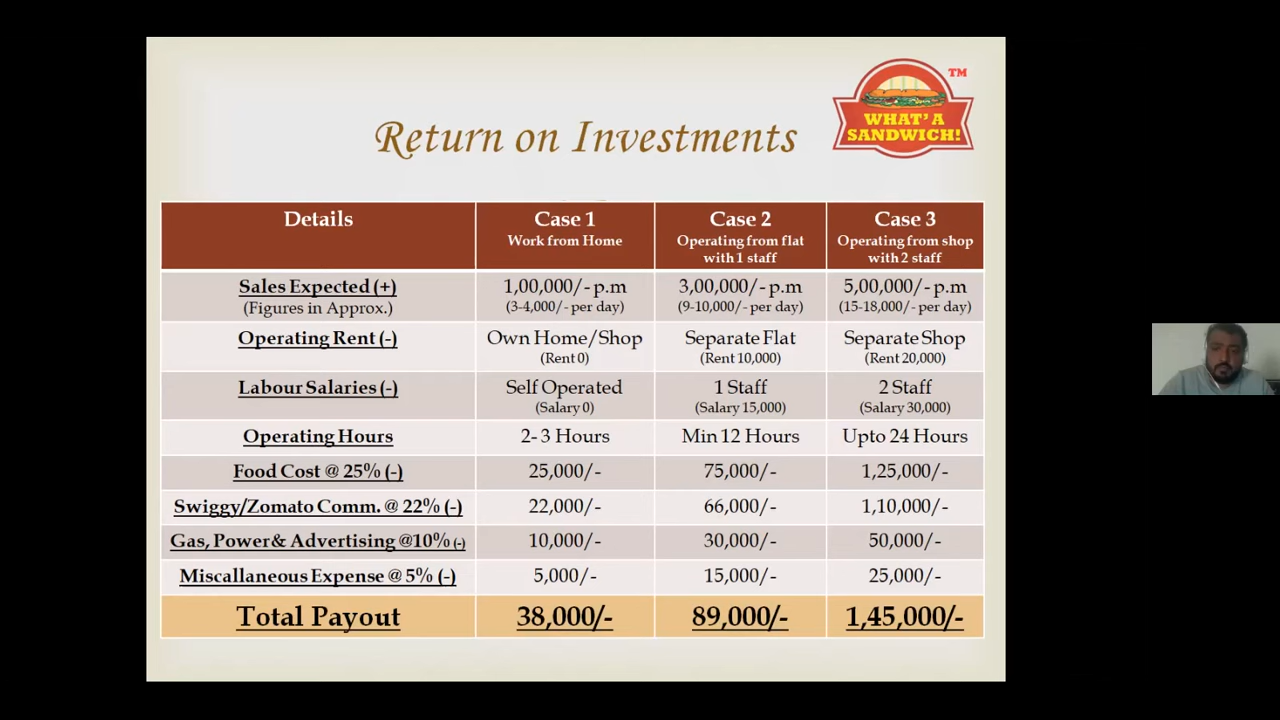 TM
WHAT'A
SANDWICH!
Return on Investments
Details
Case 1
Work from Home
Case 2
Operating from flat
with 1 staff
Case 3
Operating from shop
with 2 staff
Sales Expected (+)
(Figures in Approx.)
1,00,000/- p.m
(3-4,000/- per day)
3,00,000/- p.m
(9-10,000/- per day)
5,00,000/- p.m
(15-18,000/- per day)
Operating Rent (-)
Own Home/Shop
(Rent 0)
Separate Flat
(Rent 10,000)
Separate Shop
(Rent 20,000)
Labour Salaries (-)
Self Operated
(Salary 0)
1 Staff
(Salary 15,000)
2 Staff
(Salary 30,000)
Operating Hours
2- 3 Hours
Min 12 Hours
Upto 24 Hours
Food Cost @ 25% (-)
25,000/-
75,000/-
1,25,000/-
Swiggy/Zomato Comm. @ 22% (-)
22,000/-
66,000/-
1,10,000/-
Gas, Power& Advertising @10% (-)
10,000/-
30,000/-
50,000/-
Miscallaneous Expense @ 5% (-)
5,000/-
15,000/-
25,000/-
Total Payout
38,000/-
89,000/-
1,45,000/-